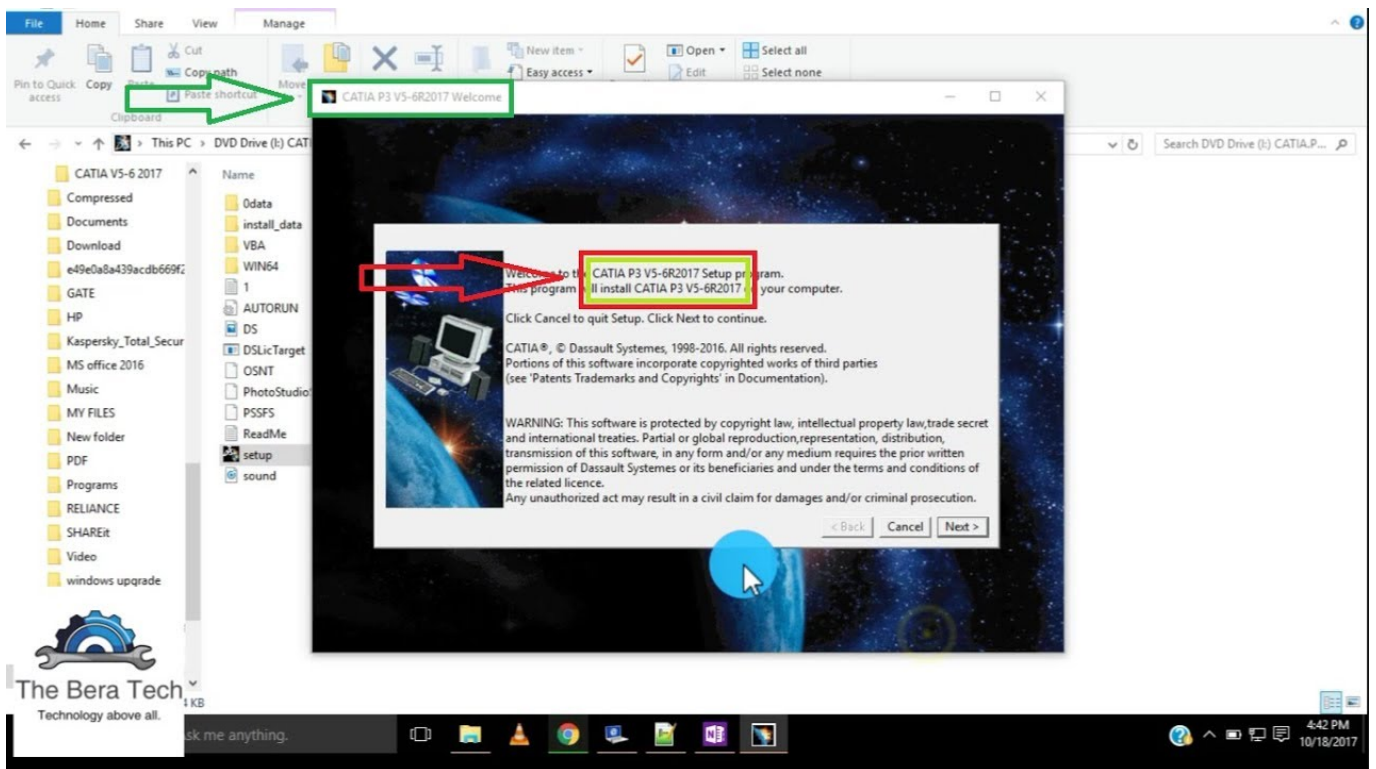 File Home Share View Manage
Cut
Copy path
Paste shortcut
Pin to Quick access
Copy
Paste
Move
New item
Easy access
Open
Edit
Select all
Select none
Clipboard
CATIA P3 V5-6R2017 Welcome
This PC > DVD Drive (I:) CATI
Search DVD Drive (I:) CATIA.P...
CATIA V5-6 2017
Compressed
Documents
Download
e49e0a8a439acdb669f2
GATE
HP
Kaspersky_Total_Secur
MS office 2016
Music
MY FILES
New folder
PDF
Programs
RELIANCE
SHAREit
Video
windows upgrade
Name
0data
install_data
VBA
WIN64
1
AUTORUN
DS
DSLicTarget
OSNT
PhotoStudio
PSSFS
ReadMe
setup
sound
Welcome to the CATIA P3 V5-6R2017 Setup program.
This program will install CATIA P3 V5-6R2017 on your computer.
Click Cancel to quit Setup. Click Next to continue.
CATIA®, © Dassault Systemes, 1998-2016. All rights reserved.
Portions of this software incorporate copyrighted works of third parties
(see 'Patents Trademarks and Copyrights' in Documentation).
WARNING: This software is protected by copyright law, intellectual property law,trade secret
and international treaties. Partial or global reproduction,representation, distribution,
transmission of this software, in any form and/or any medium requires the prior written
permission of Dassault Systemes or its beneficiaries and under the terms and conditions of
the related licence.
Any unauthorized act may result in a civil claim for damages and/or criminal prosecution.
< Back Cancel Next >
The Bera Tech
Technology above all.
KB
me anything.
4:42 PM
10/18/2017